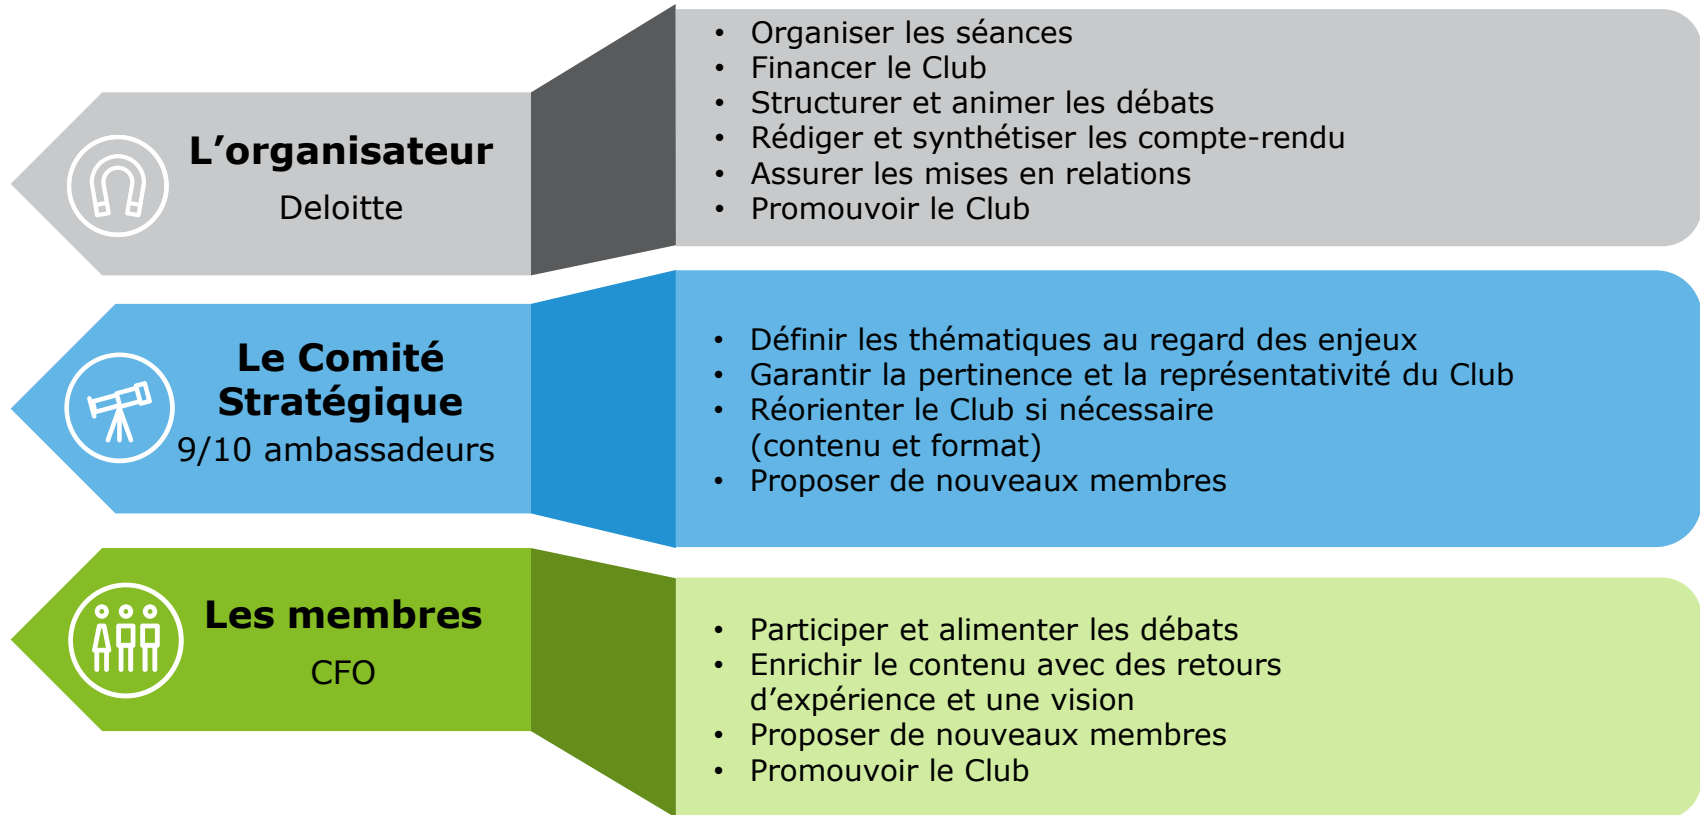 L’organisateur
Deloitte
• Organiser les séances
• Financer le Club
• Structurer et animer les débats
• Rédiger et synthétiser les compte-rendu
• Assurer les mises en relations
• Promouvoir le Club
Le Comité
Stratégique
9/10 ambassadeurs
• Définir les thématiques au regard des enjeux
• Garantir la pertinence et la représentativité du Club
• Réorienter le Club si nécessaire
(contenu et format)
• Proposer de nouveaux membres
Les membres
CFO
• Participer et alimenter les débats
• Enrichir le contenu avec des retours
d’expérience et une vision
• Proposer de nouveaux membres
• Promouvoir le Club